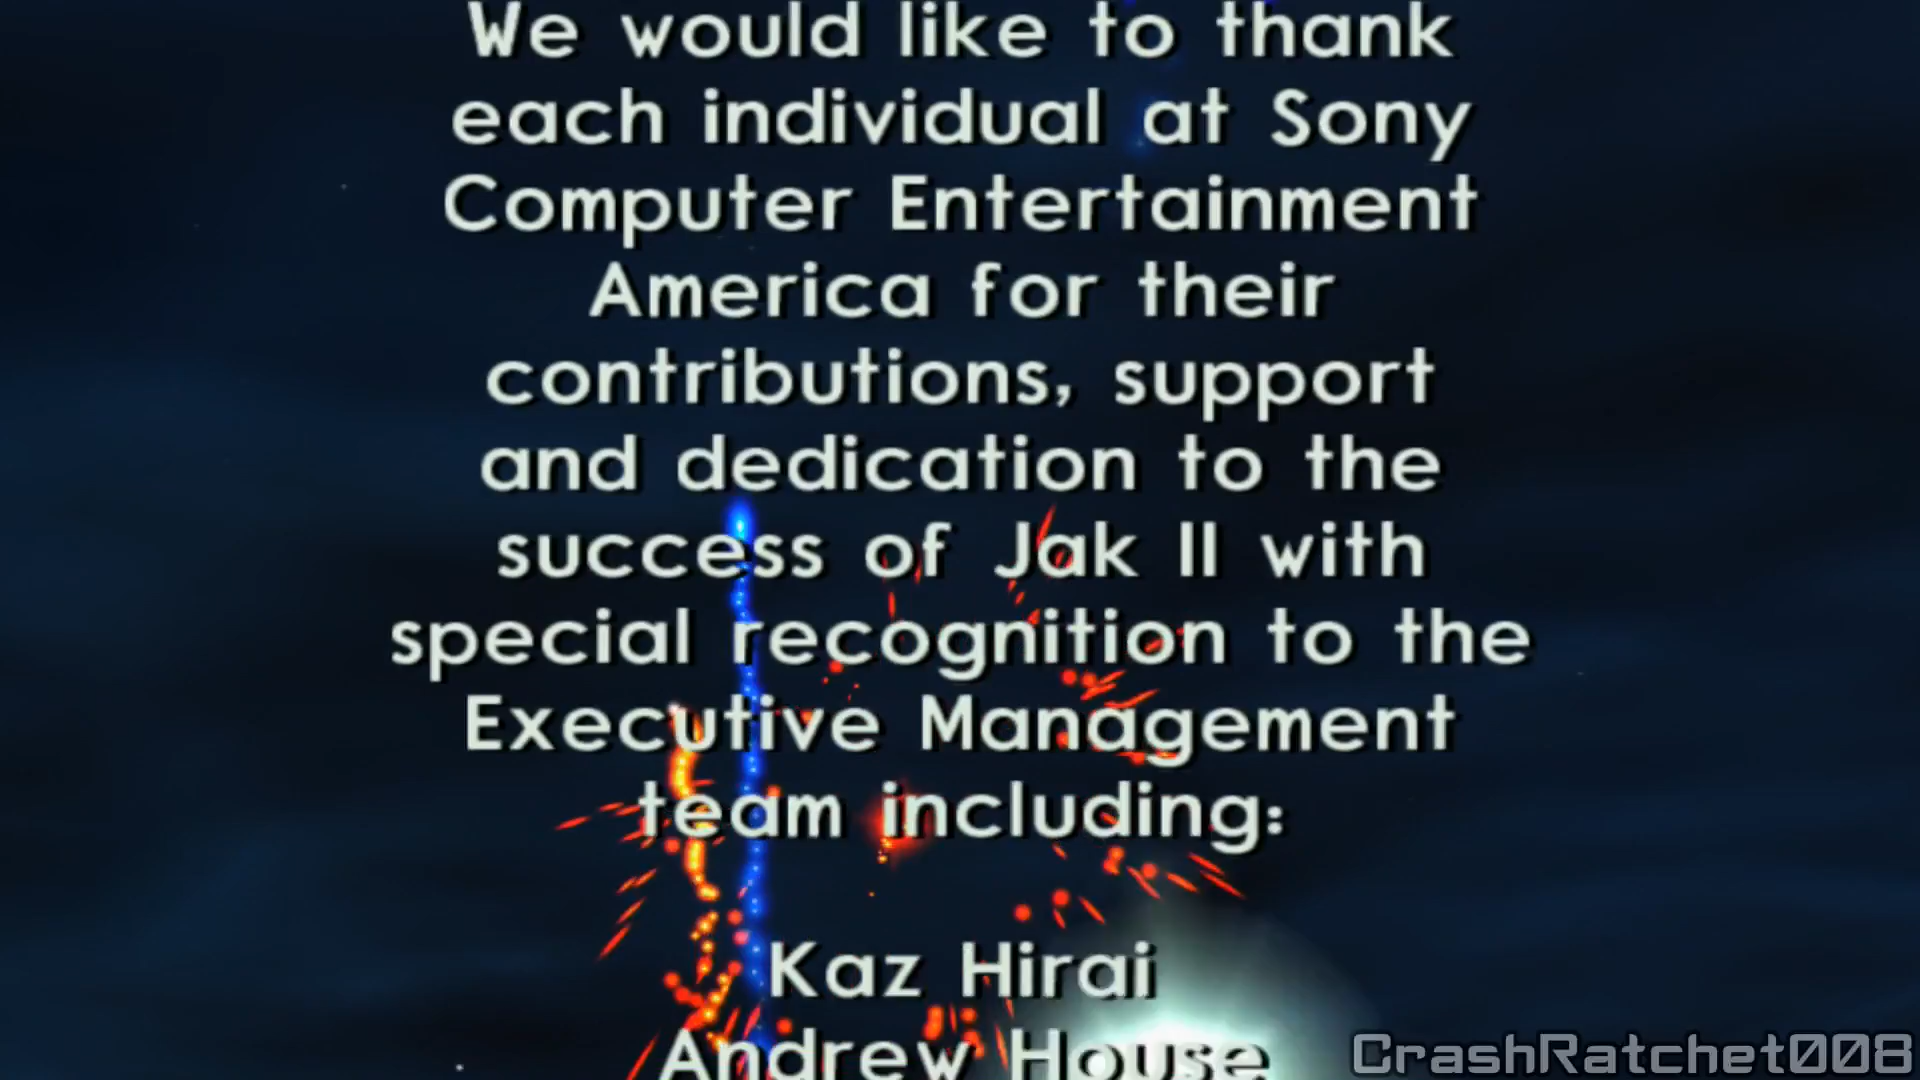 We would like to thank
each individual at Sony
Computer Entertainment
America for their
contributions, support
and dedication to the
success of Jak II with
special recognition to the
Executive Management
team including:
Kaz Hirai
Andrew House
CrashRatchet008